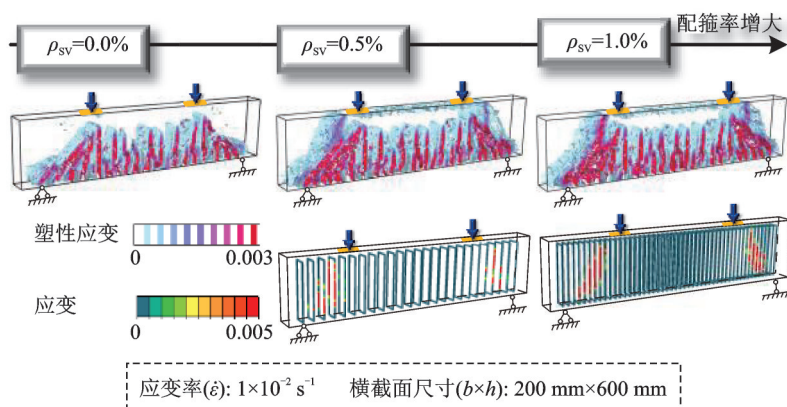 ρsv=0.0% ρsv=0.5% ρsv=1.0% 配箍率增大
塑性应变
0 0.003
应变
0 0.005
应变率(ε̇): 1×10⁻² s⁻¹ 横截面尺寸(b×h): 200 mm×600 mm